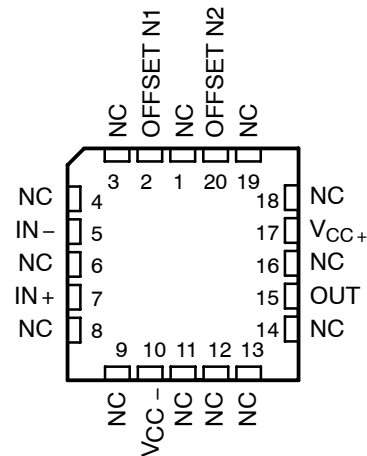 NC
OFFSET N1
NC
OFFSET N2
NC
3 2 1 20 19
NC 4
IN− 5
NC 6
IN+ 7
NC 8
18 NC
17 VCC+
16 NC
15 OUT
14 NC
9 10 11 12 13
NC
VCC−
NC
NC
NC